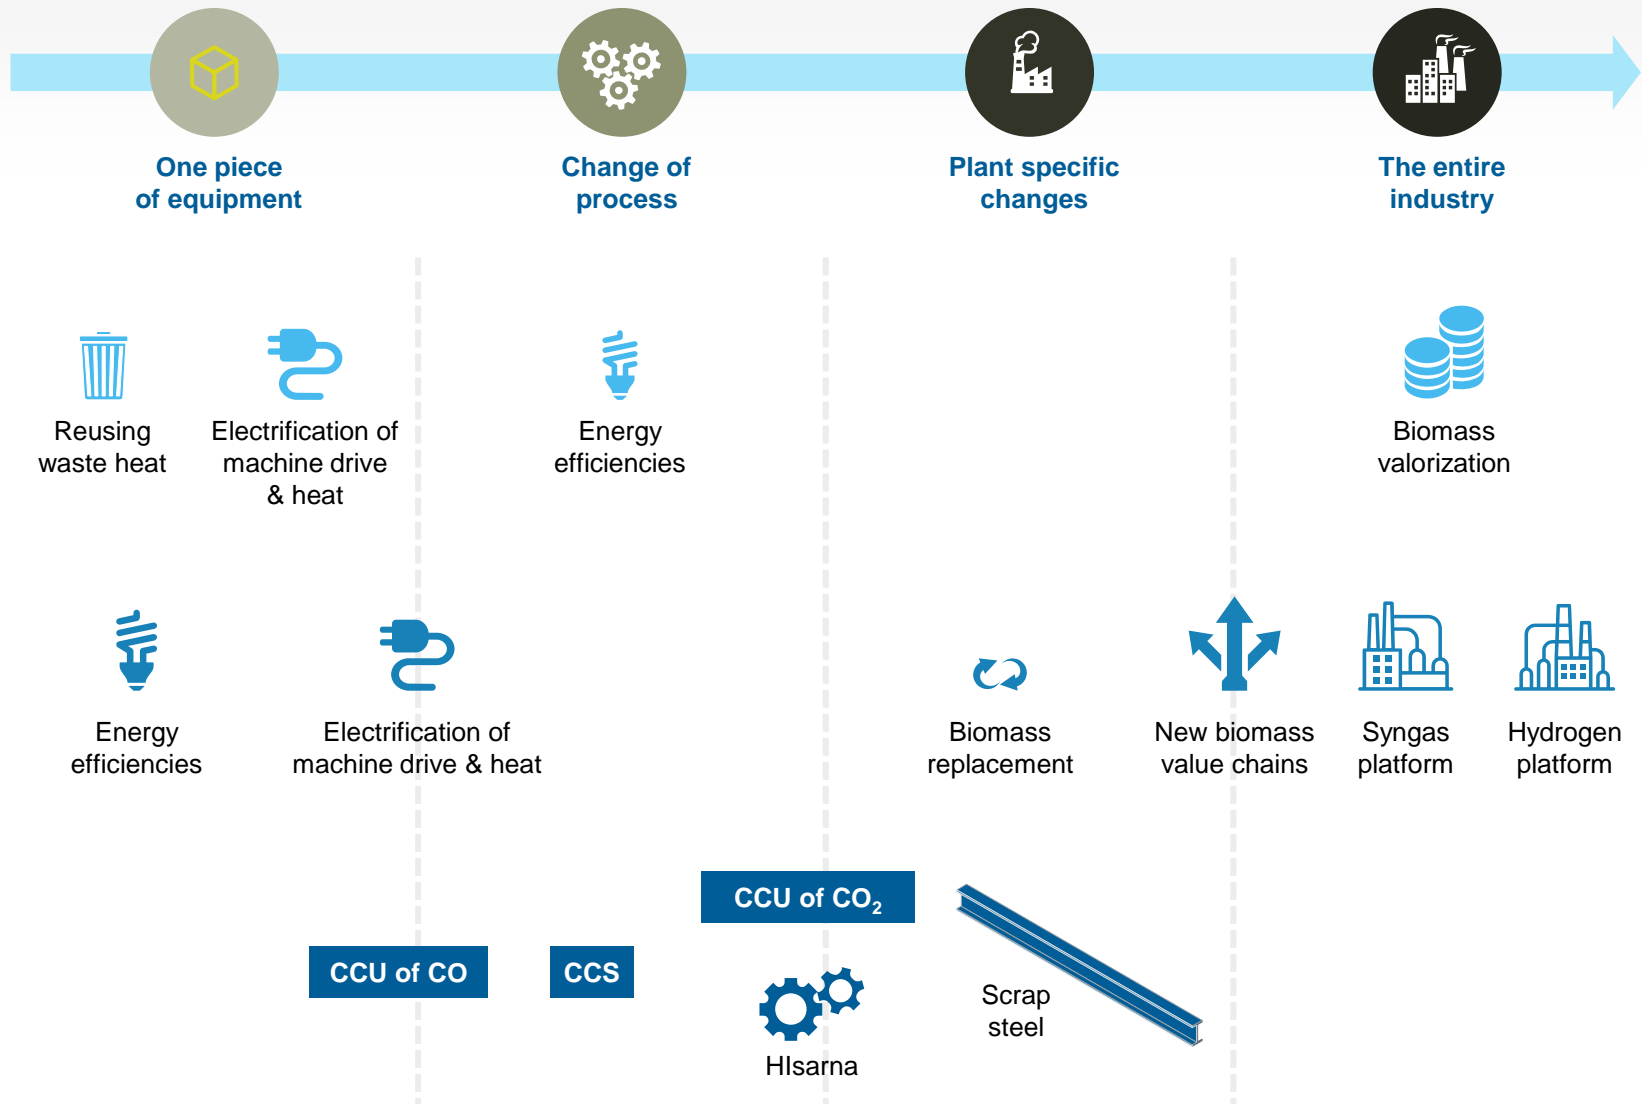 One piece
of equipment
Change of
process
Plant specific
changes
The entire
industry
Reusing
waste heat
Electrification of
machine drive
& heat
Energy
efficiencies
Biomass
valorization
Energy
efficiencies
Electrification of
machine drive & heat
Biomass
replacement
New biomass
value chains
Syngas
platform
Hydrogen
platform
CCU of CO₂
CCU of CO
CCS
Scrap
steel
HIsarna